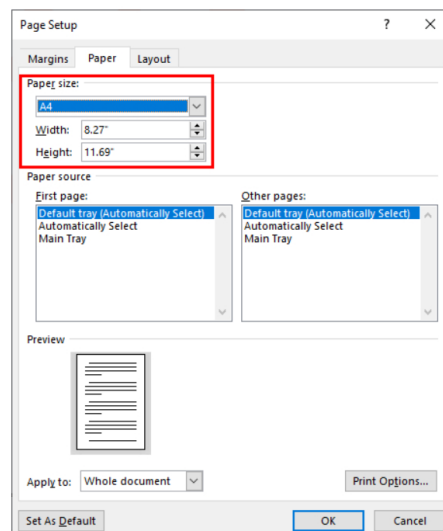 Page Setup ? ×
Margins Paper Layout
Paper size:
A4
Width: 8.27"
Height: 11.69"
Paper source
First page: Other pages:
Default tray (Automatically Select) Default tray (Automatically Select)
Automatically Select Automatically Select
Main Tray Main Tray
Preview
Apply to: Whole document Print Options...
Set As Default OK Cancel